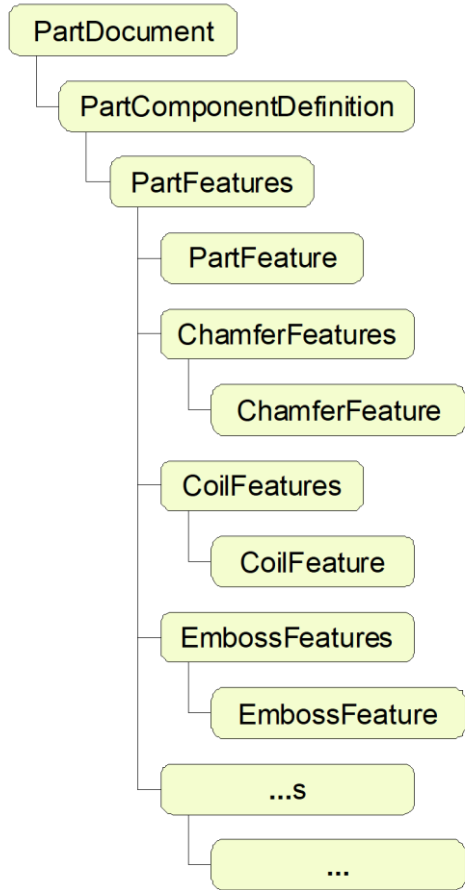 PartDocument
PartComponentDefinition
PartFeatures
PartFeature
ChamferFeatures
ChamferFeature
CoilFeatures
CoilFeature
EmbossFeatures
EmbossFeature
...s
...